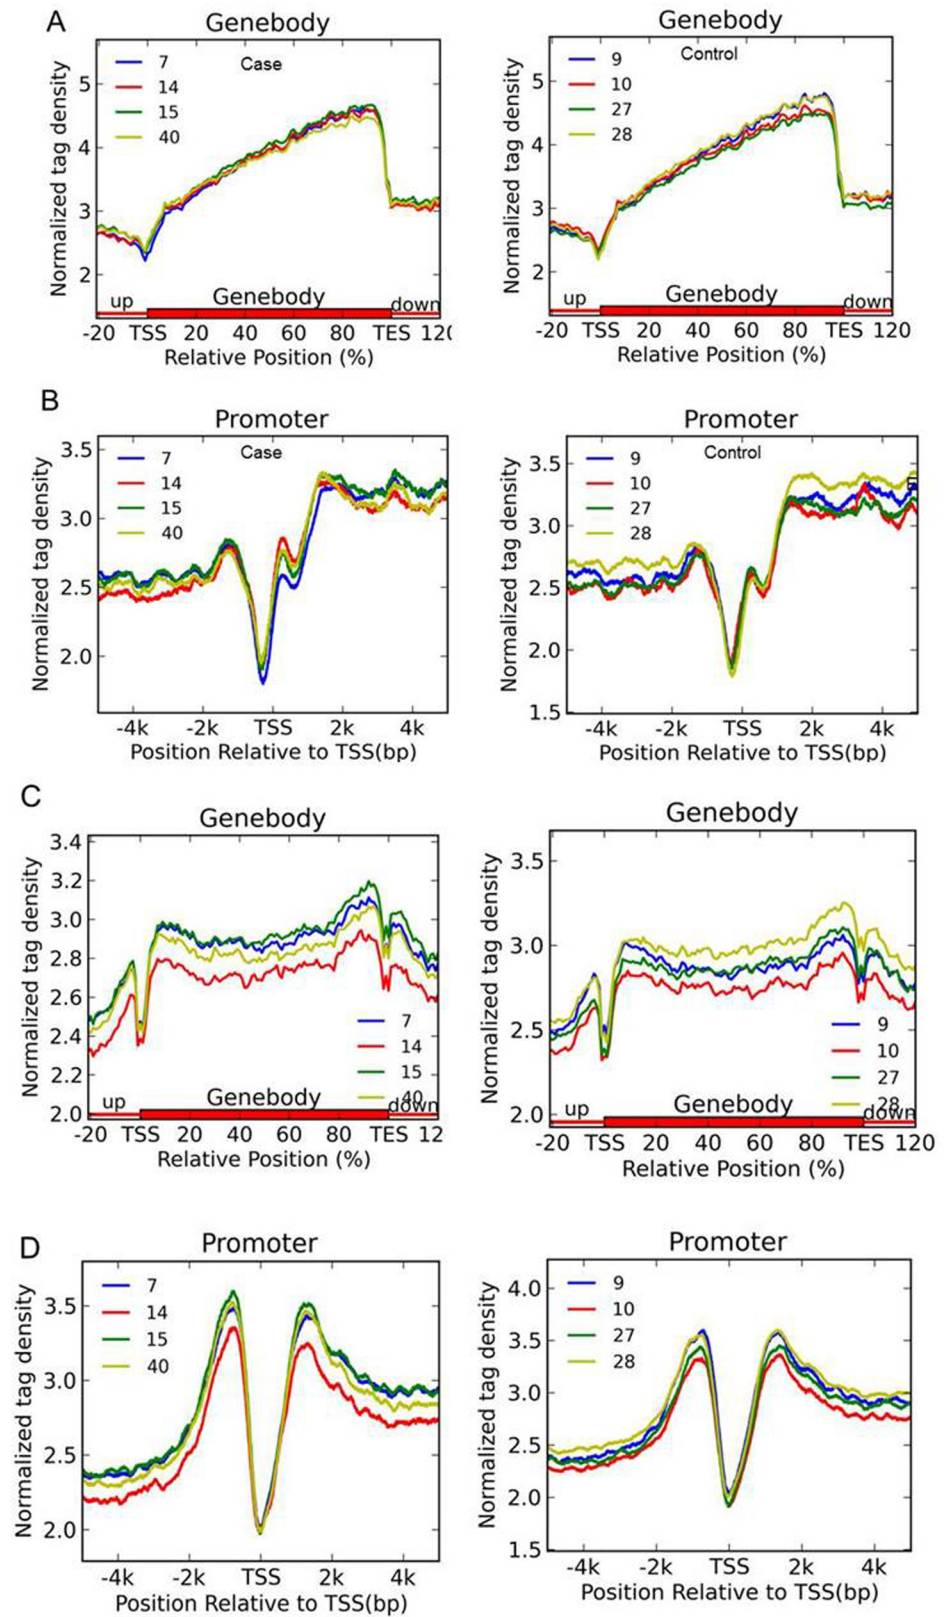 A
Genebody
Case
7
14
15
40
Normalized tag density
5
4
3
2
up
Genebody
down
-20 TSS 20 40 60 80 TES 120
Relative Position (%)
Genebody
Control
9
10
27
28
Normalized tag density
5
4
3
2
up
Genebody
down
-20 TSS 20 40 60 80 TES 120
Relative Position (%)
B
Promoter
Case
7
14
15
40
Normalized tag density
3.5
3.0
2.5
2.0
-4k -2k TSS 2k 4k
Position Relative to TSS(bp)
Promoter
Control
9
10
27
28
Normalized tag density
3.5
3.0
2.5
2.0
1.5
-4k -2k TSS 2k 4k
Position Relative to TSS(bp)
C
Genebody
Normalized tag density
3.4
3.2
3.0
2.8
2.6
2.4
2.2
2.0
7
14
15
40
up
Genebody
down
-20 TSS 20 40 60 80 TES 12
Relative Position (%)
Genebody
Normalized tag density
3.5
3.0
2.5
2.0
9
10
27
28
up
Genebody
down
-20 TSS 20 40 60 80 TES 120
Relative Position (%)
D
Promoter
7
14
15
40
Normalized tag density
3.5
3.0
2.5
2.0
-4k -2k TSS 2k 4k
Position Relative to TSS(bp)
Promoter
9
10
27
28
Normalized tag density
4.0
3.5
3.0
2.5
2.0
1.5
-4k -2k TSS 2k 4k
Position Relative to TSS(bp)